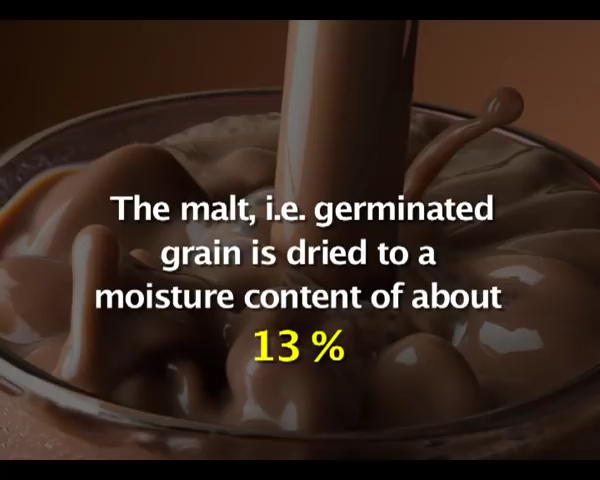 The malt, i.e. germinated
grain is dried to a
moisture content of about
13 %